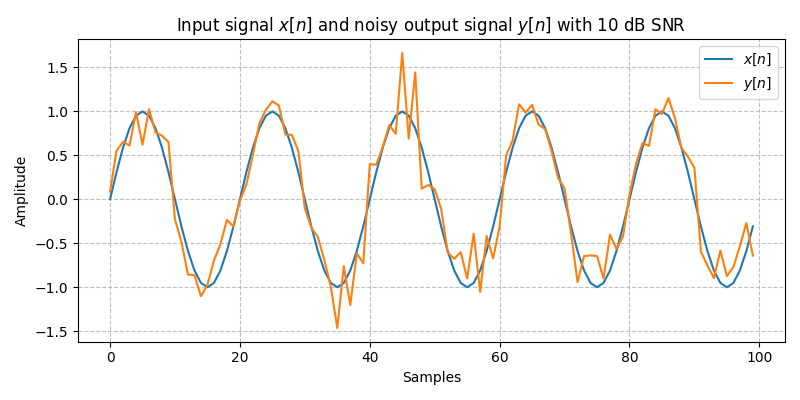 Input signal x[n] and noisy output signal y[n] with 10 dB SNR
x[n]
y[n]
1.5
1.0
0.5
0.0
−0.5
−1.0
−1.5
Amplitude
0 20 40 60 80 100
Samples